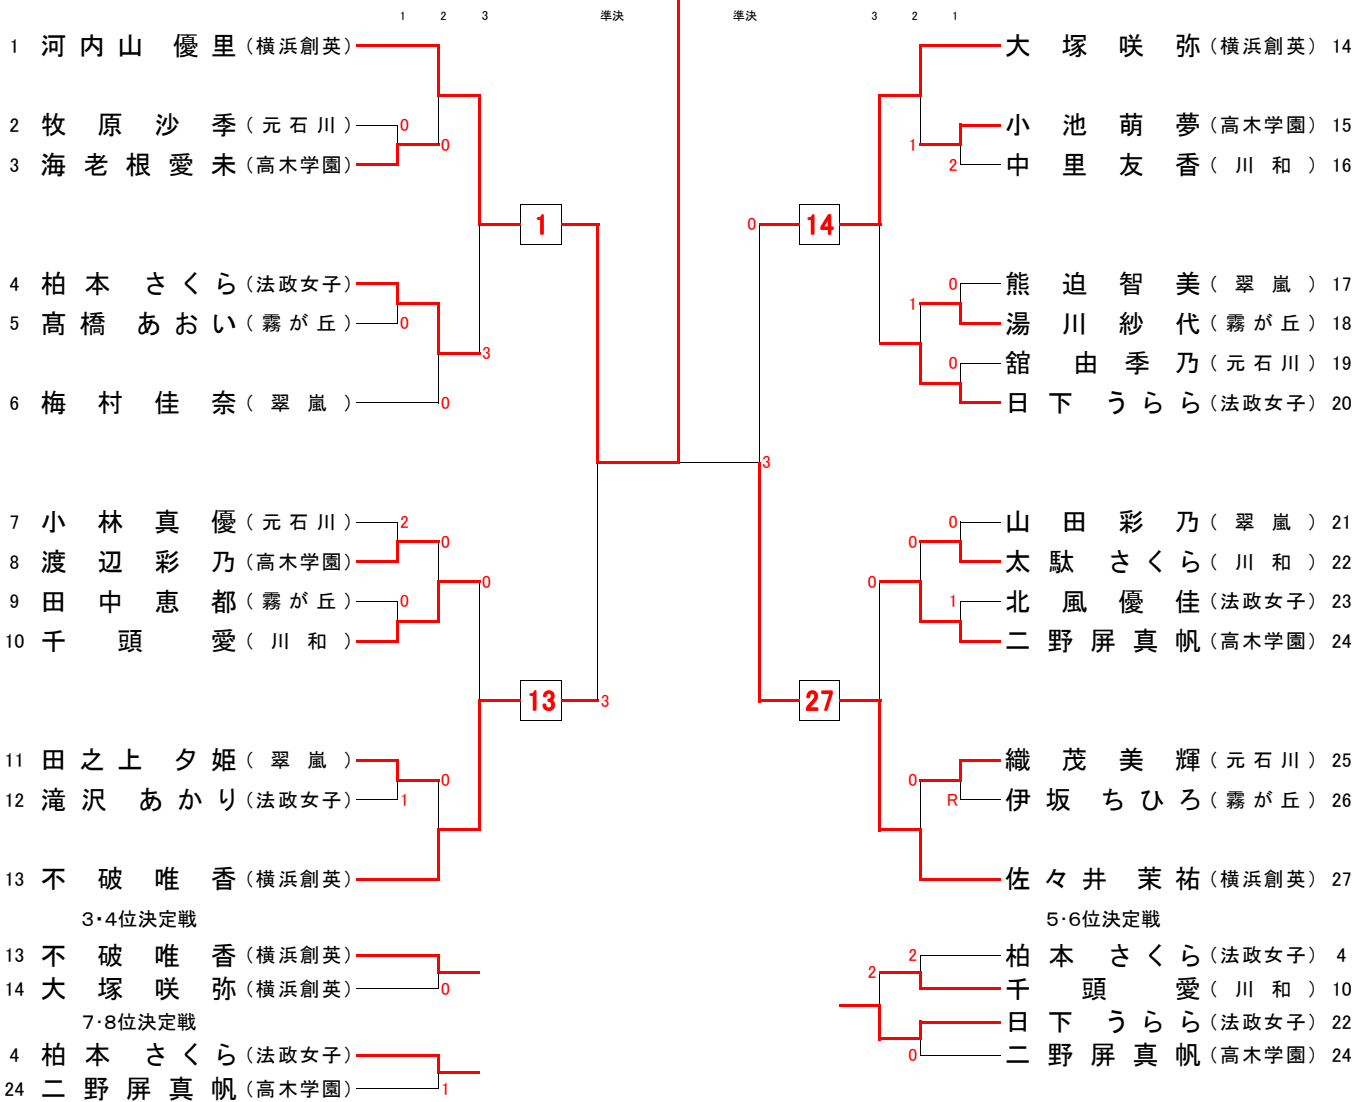 1 2 3 準決 準決 3 2 1
1 河内山 優里 (横浜創英) 大塚咲弥 (横浜創英) 14
2 牧原沙季 (元石川) 0 小池萌夢 (高木学園) 15
0 1
3 海老根愛未 (高木学園) 2 中里友香 (川和) 16
1 0 14
4 柏本 さくら (法政女子) 0 熊迫智美 (翠嵐) 17
1
5 髙橋 あおい (霧が丘) 0 湯川紗代 (霧が丘) 18
3 0 舘由季乃 (元石川) 19
6 梅村佳奈 (翠嵐) 0 日下 うらら (法政女子) 20
3
7 小林真優 (元石川) 2 0 山田彩乃 (翠嵐) 21
0 0
8 渡辺彩乃 (高木学園) 太駄 さくら (川和) 22
0 0
9 田中恵都 (霧が丘) 0 1 北風優佳 (法政女子) 23
10 千頭愛 (川和) 二野屏真帆 (高木学園) 24
13 3 27
11 田之上 夕姫 (翠嵐) 織茂美輝 (元石川) 25
0 0
12 滝沢 あかり (法政女子) 1 R 伊坂 ちひろ (霧が丘) 26
13 不破唯香 (横浜創英) 佐々井 茉祐 (横浜創英) 27
3・4位決定戦 5・6位決定戦
13 不破唯香 (横浜創英) 2 柏本 さくら (法政女子) 4
2
14 大塚咲弥 (横浜創英) 0 千頭愛 (川和) 10
7・8位決定戦 日下 うらら (法政女子) 22
4 柏本 さくら (法政女子) 0 二野屏真帆 (高木学園) 24
24 二野屏真帆 (高木学園) 1